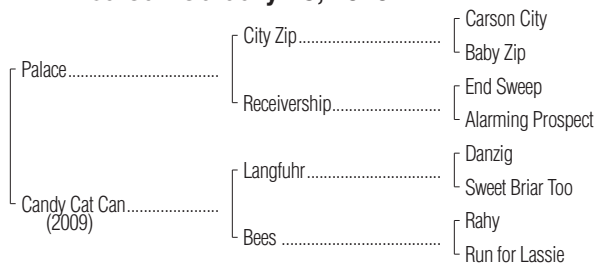 Carson City
City Zip
Baby Zip
Palace
End Sweep
Receivership
Alarming Prospect
Danzig
Langfuhr
Sweet Briar Too
Candy Cat Can
(2009)
Rahy
Bees
Run for Lassie